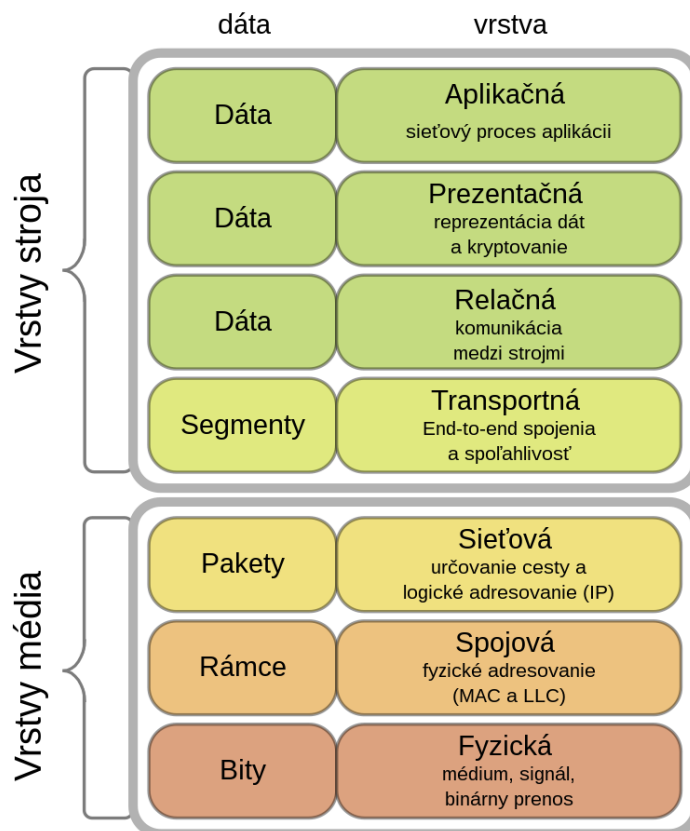 dáta vrstva
Vrstvy stroja
Dáta
Aplikačná
sieťový proces aplikácii
Dáta
Prezentačná
reprezentácia dát
a kryptovanie
Dáta
Relačná
komunikácia
medzi strojmi
Segmenty
Transportná
End-to-end spojenia
a spoľahlivosť
Vrstvy média
Pakety
Sieťová
určovanie cesty a
logické adresovanie (IP)
Rámce
Spojová
fyzické adresovanie
(MAC a LLC)
Bity
Fyzická
médium, signál,
binárny prenos